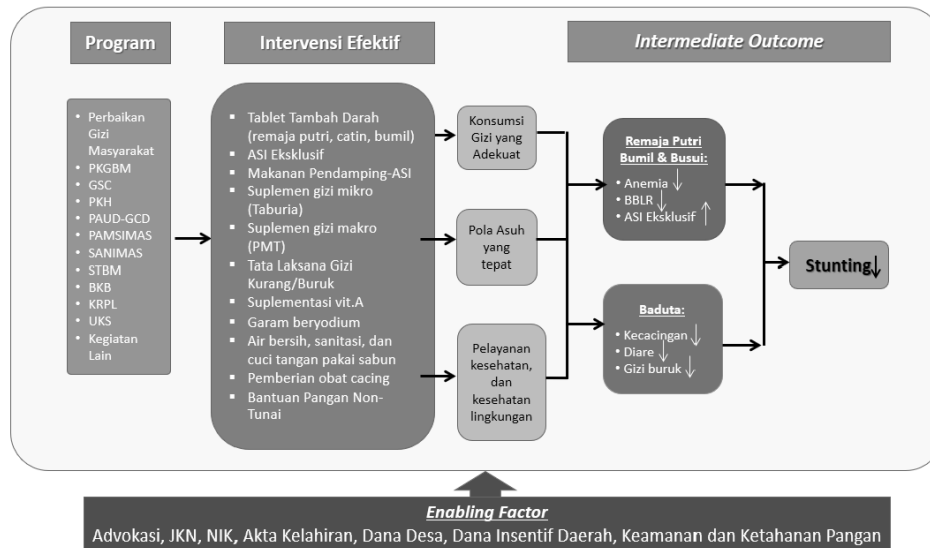 Program
Intervensi Efektif
Intermediate Outcome
• Perbaikan
Gizi
Masyarakat
• PKGBM
• GSC
• PKH
• PAUD-GCD
• PAMSIMAS
• SANIMAS
• STBM
• BKB
• KRPL
• UKS
• Kegiatan
Lain
▪ Tablet Tambah Darah
(remaja putri, catin, bumil)
▪ ASI Eksklusif
▪ Makanan Pendamping-ASI
▪ Suplemen gizi mikro
(Taburia)
▪ Suplemen gizi makro
(PMT)
▪ Tata Laksana Gizi
Kurang/Buruk
▪ Suplementasi vit.A
▪ Garam beryodium
▪ Air bersih, sanitasi, dan
cuci tangan pakai sabun
▪ Pemberian obat cacing
▪ Bantuan Pangan Non-
Tunai
Konsumsi
Gizi yang
Adekuat
Pola Asuh
yang
tepat
Pelayanan
kesehatan,
dan
kesehatan
lingkungan
Remaja Putri
Bumil & Busui:
• Anemia ↓
• BBLR ↓
• ASI Eksklusif ↑
Baduta:
• Kecacingan ↓
• Diare ↓
• Gizi buruk ↓
Stunting↓
Enabling Factor
Advokasi, JKN, NIK, Akta Kelahiran, Dana Desa, Dana Insentif Daerah, Keamanan dan Ketahanan Pangan